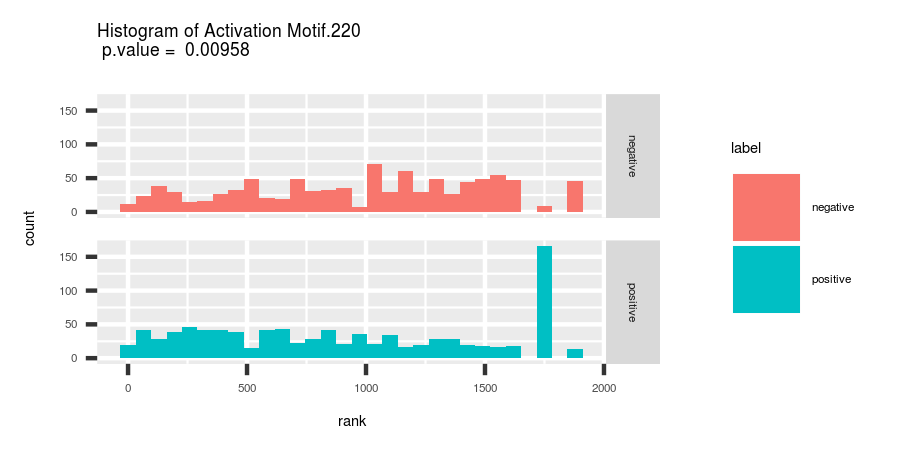 Histogram of Activation Motif.220
p.value = 0.00958
count
150
100
50
0
negative
150
100
50
0
positive
0 500 1000 1500 2000
rank
label
negative
positive